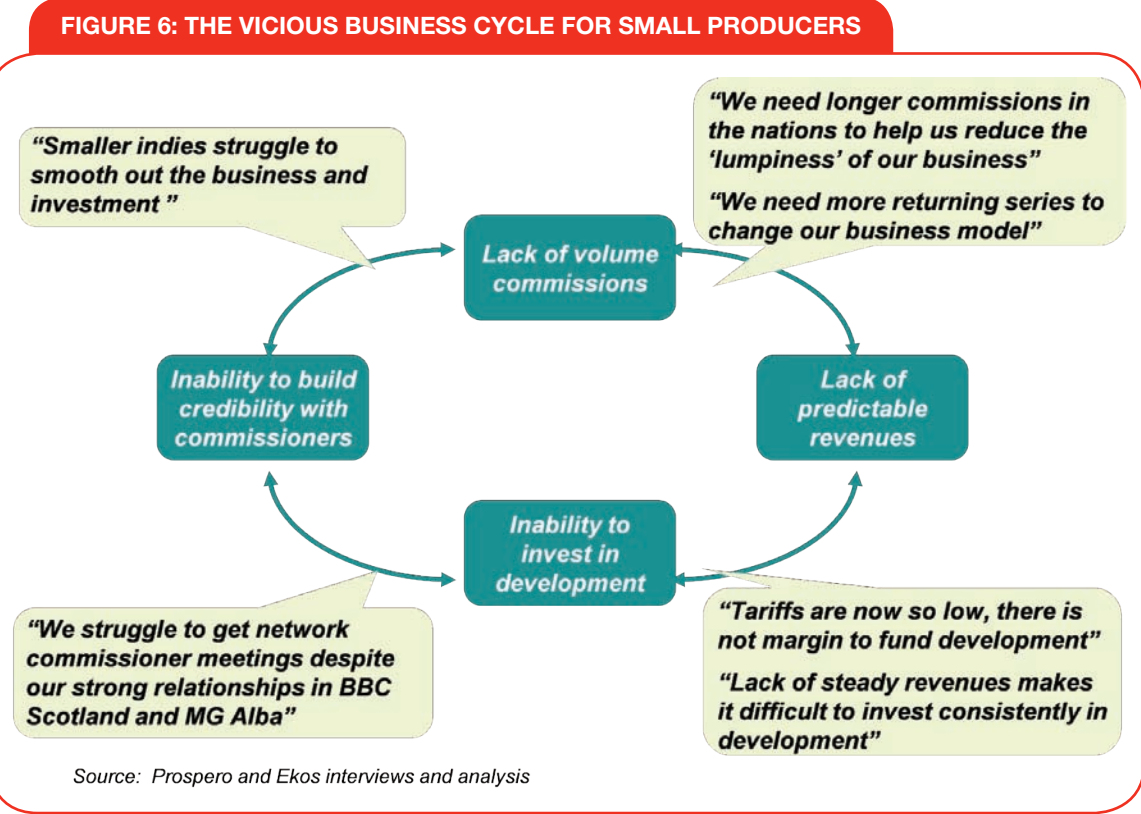 FIGURE 6: THE VICIOUS BUSINESS CYCLE FOR SMALL PRODUCERS
“Smaller indies struggle to
smooth out the business and
investment ”
“We need longer commissions in
the nations to help us reduce the
‘lumpiness’ of our business”
“We need more returning series to
change our business model”
Lack of volume
commissions
Inability to build
credibility with
commissioners
Lack of
predictable
revenues
Inability to
invest in
development
“We struggle to get network
commissioner meetings despite
our strong relationships in BBC
Scotland and MG Alba”
“Tariffs are now so low, there is
not margin to fund development”
“Lack of steady revenues makes
it difficult to invest consistently in
development”
Source: Prospero and Ekos interviews and analysis